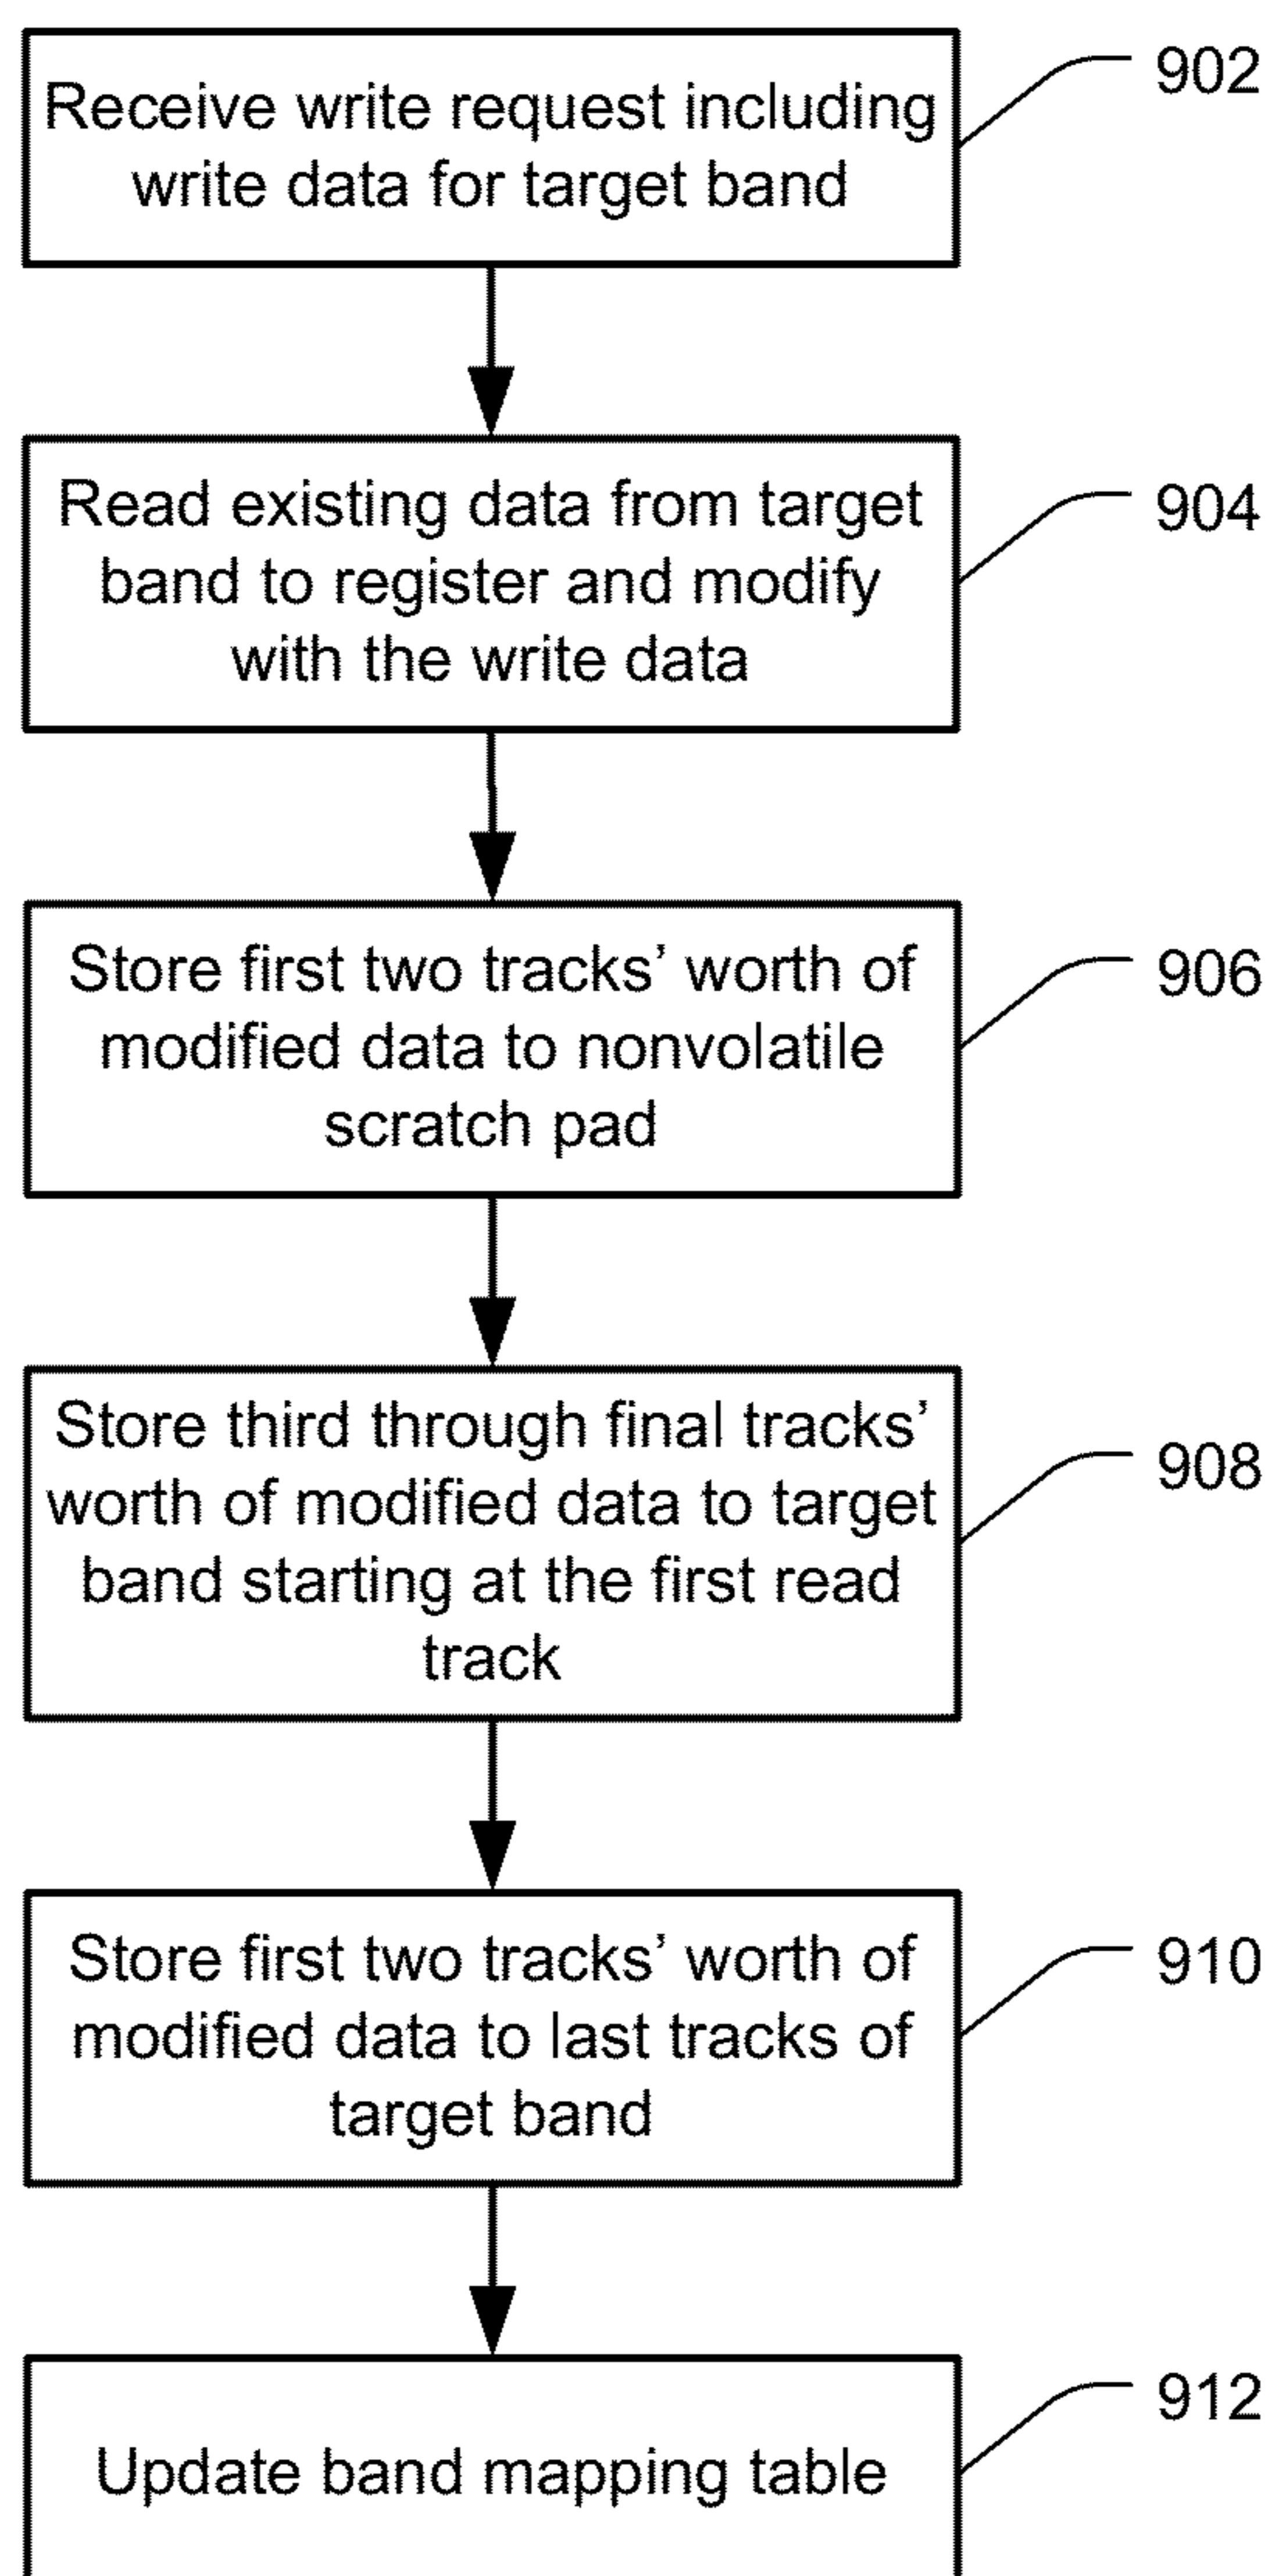 Receive write request including
write data for target band
902
Read existing data from target
band to register and modify
with the write data
904
Store first two tracks’ worth of
modified data to nonvolatile
scratch pad
906
Store third through final tracks’
worth of modified data to target
band starting at the first read
track
908
Store first two tracks’ worth of
modified data to last tracks of
target band
910
Update band mapping table
912